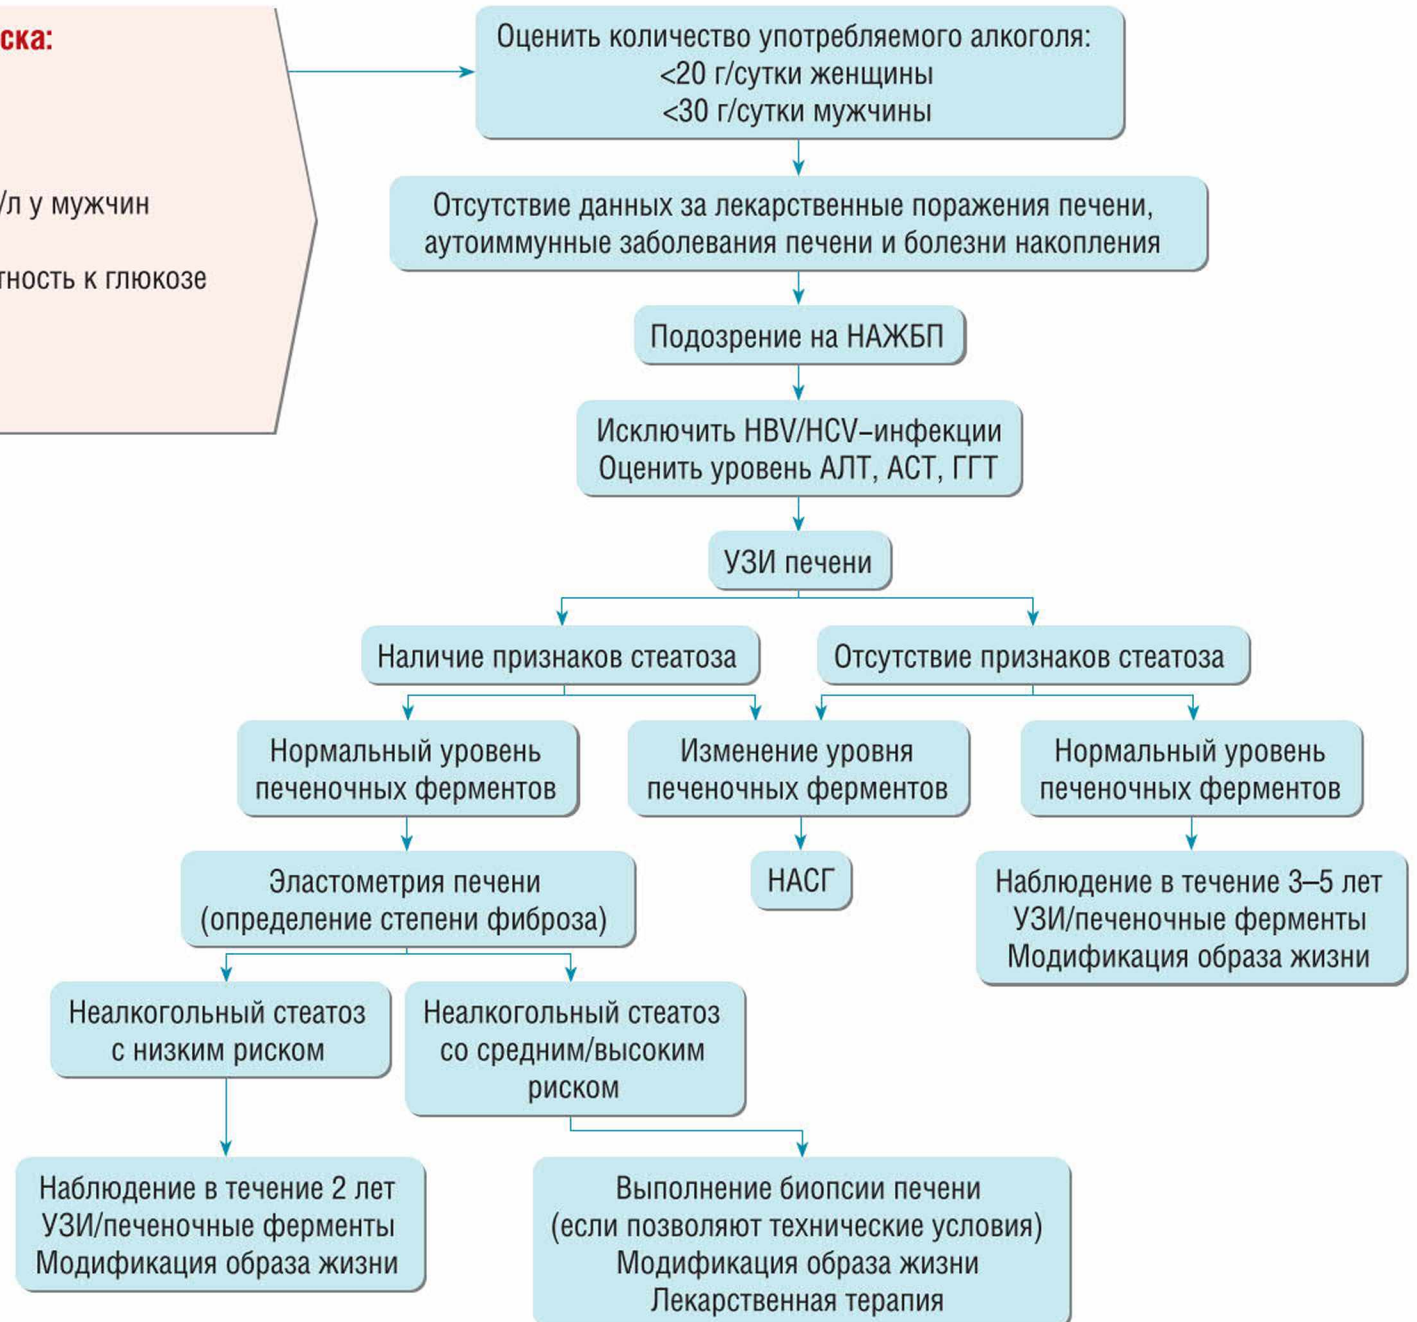 ска:
/л у мужчин
тность к глюкозе
Оценить количество употребляемого алкоголя:
<20 г/сутки женщины
<30 г/сутки мужчины
Отсутствие данных за лекарственные поражения печени,
аутоиммунные заболевания печени и болезни накопления
Подозрение на НАЖБП
Исключить HBV/HCV–инфекции
Оценить уровень АЛТ, АСТ, ГГТ
УЗИ печени
Наличие признаков стеатоза
Отсутствие признаков стеатоза
Нормальный уровень
печеночных ферментов
Изменение уровня
печеночных ферментов
Нормальный уровень
печеночных ферментов
Эластометрия печени
(определение степени фиброза)
НАСГ
Наблюдение в течение 3–5 лет
УЗИ/печеночные ферменты
Модификация образа жизни
Неалкогольный стеатоз
с низким риском
Неалкогольный стеатоз
со средним/высоким
риском
Наблюдение в течение 2 лет
УЗИ/печеночные ферменты
Модификация образа жизни
Выполнение биопсии печени
(если позволяют технические условия)
Модификация образа жизни
Лекарственная терапия